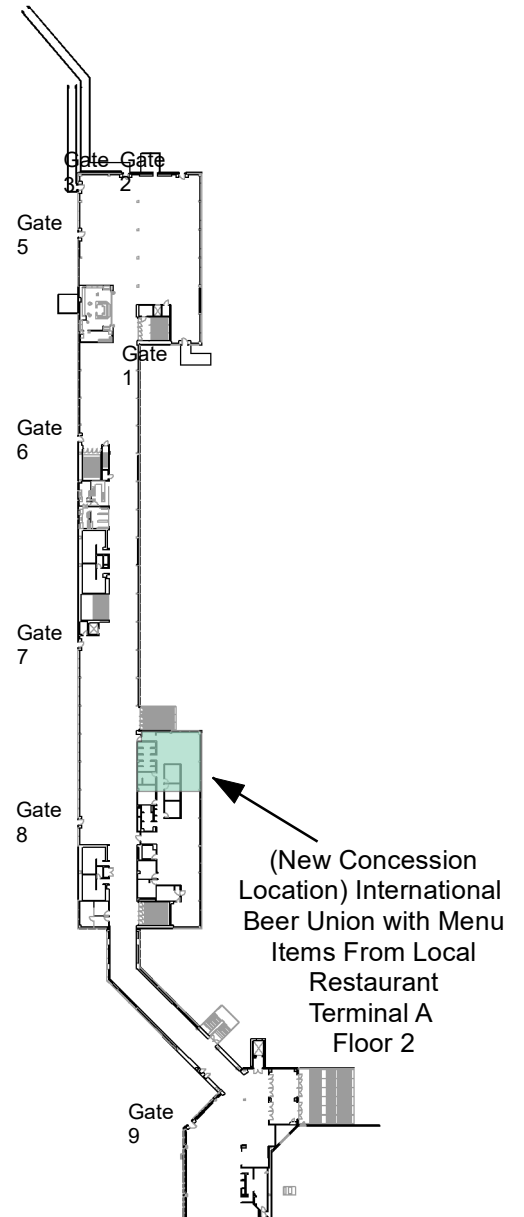 Gate Gate
3 2
Gate
5
Gate
1
Gate
6
Gate
7
Gate
8
(New Concession
Location) International
Beer Union with Menu
Items From Local
Restaurant
Terminal A
Floor 2
Gate
9